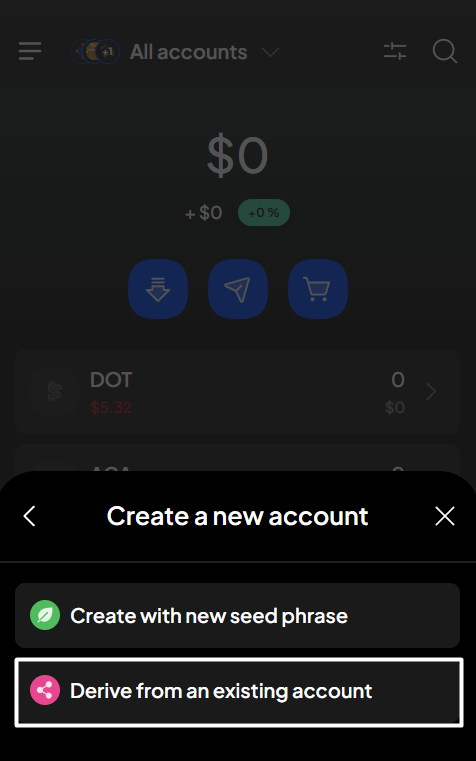 +1 All accounts
$0
+ $0 +0 %
DOT 0
$5.32 $0
ACA 0
Create a new account
Create with new seed phrase
Derive from an existing account